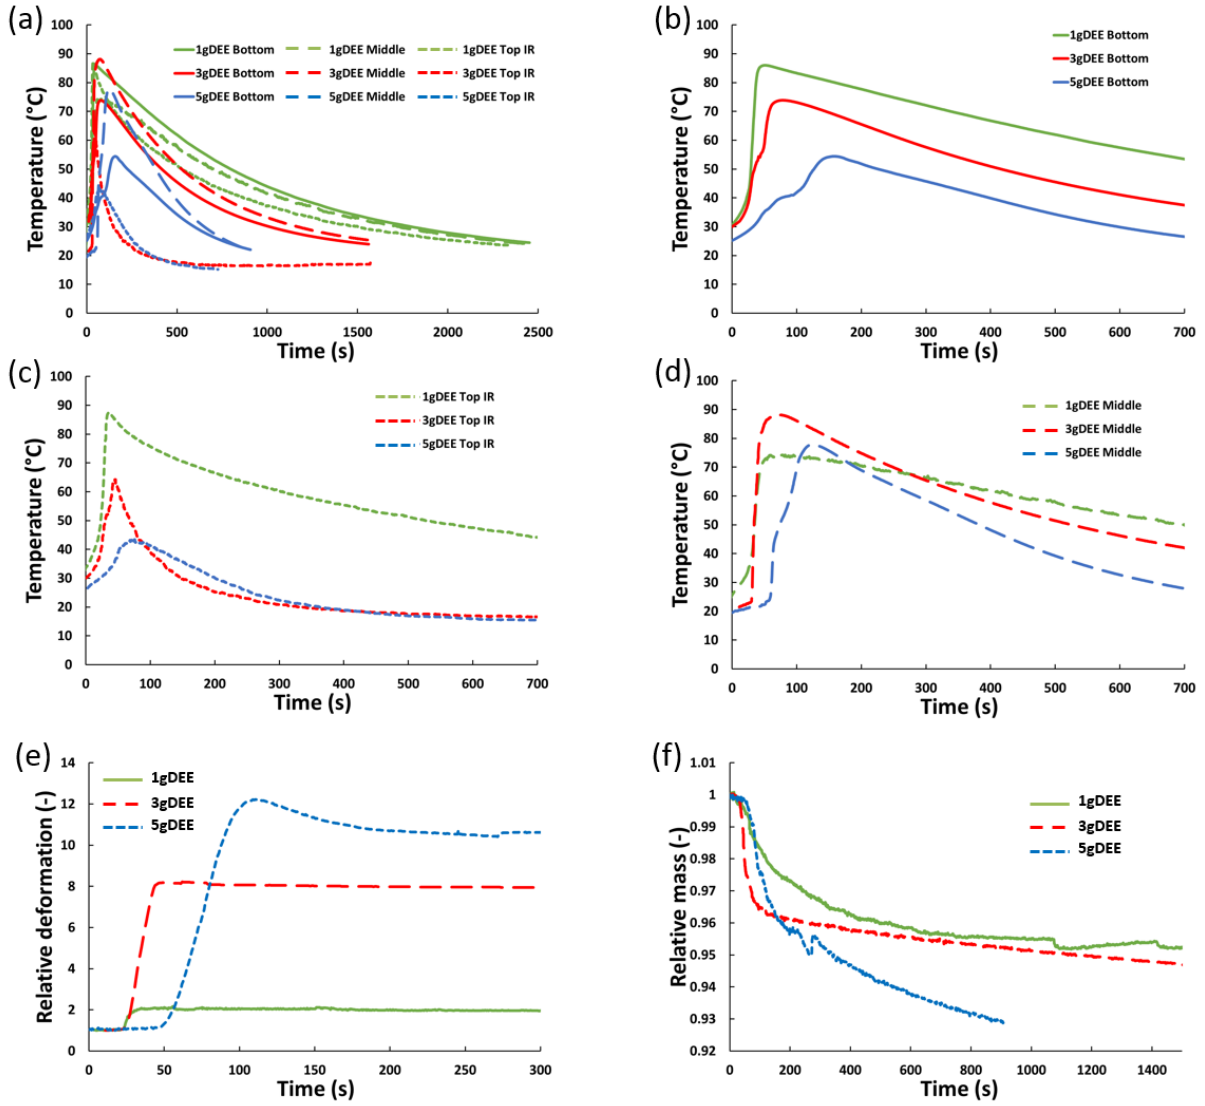 (a)
100
90
80
70
60
50
40
30
20
10
0
Temperature (°C)
1gDEE Bottom 1gDEE Middle 1gDEE Top IR
3gDEE Bottom 3gDEE Middle 3gDEE Top IR
5gDEE Bottom 5gDEE Middle 5gDEE Top IR
0 500 1000 1500 2000 2500
Time (s)
(b)
100
90
80
70
60
50
40
30
20
10
0
Temperature (°C)
1gDEE Bottom
3gDEE Bottom
5gDEE Bottom
0 100 200 300 400 500 600 700
Time (s)
(c)
100
90
80
70
60
50
40
30
20
10
0
Temperature (°C)
1gDEE Top IR
3gDEE Top IR
5gDEE Top IR
0 100 200 300 400 500 600 700
Time (s)
(d)
100
90
80
70
60
50
40
30
20
10
0
Temperature (°C)
1gDEE Middle
3gDEE Middle
5gDEE Middle
0 100 200 300 400 500 600 700
Time (s)
(e)
14
12
10
8
6
4
2
0
Relative deformation (-)
1gDEE
3gDEE
5gDEE
0 50 100 150 200 250 300
Time (s)
(f)
1.01
1
0.99
0.98
0.97
0.96
0.95
0.94
0.93
0.92
Relative mass (-)
1gDEE
3gDEE
5gDEE
0 200 400 600 800 1000 1200 1400
Time (s)